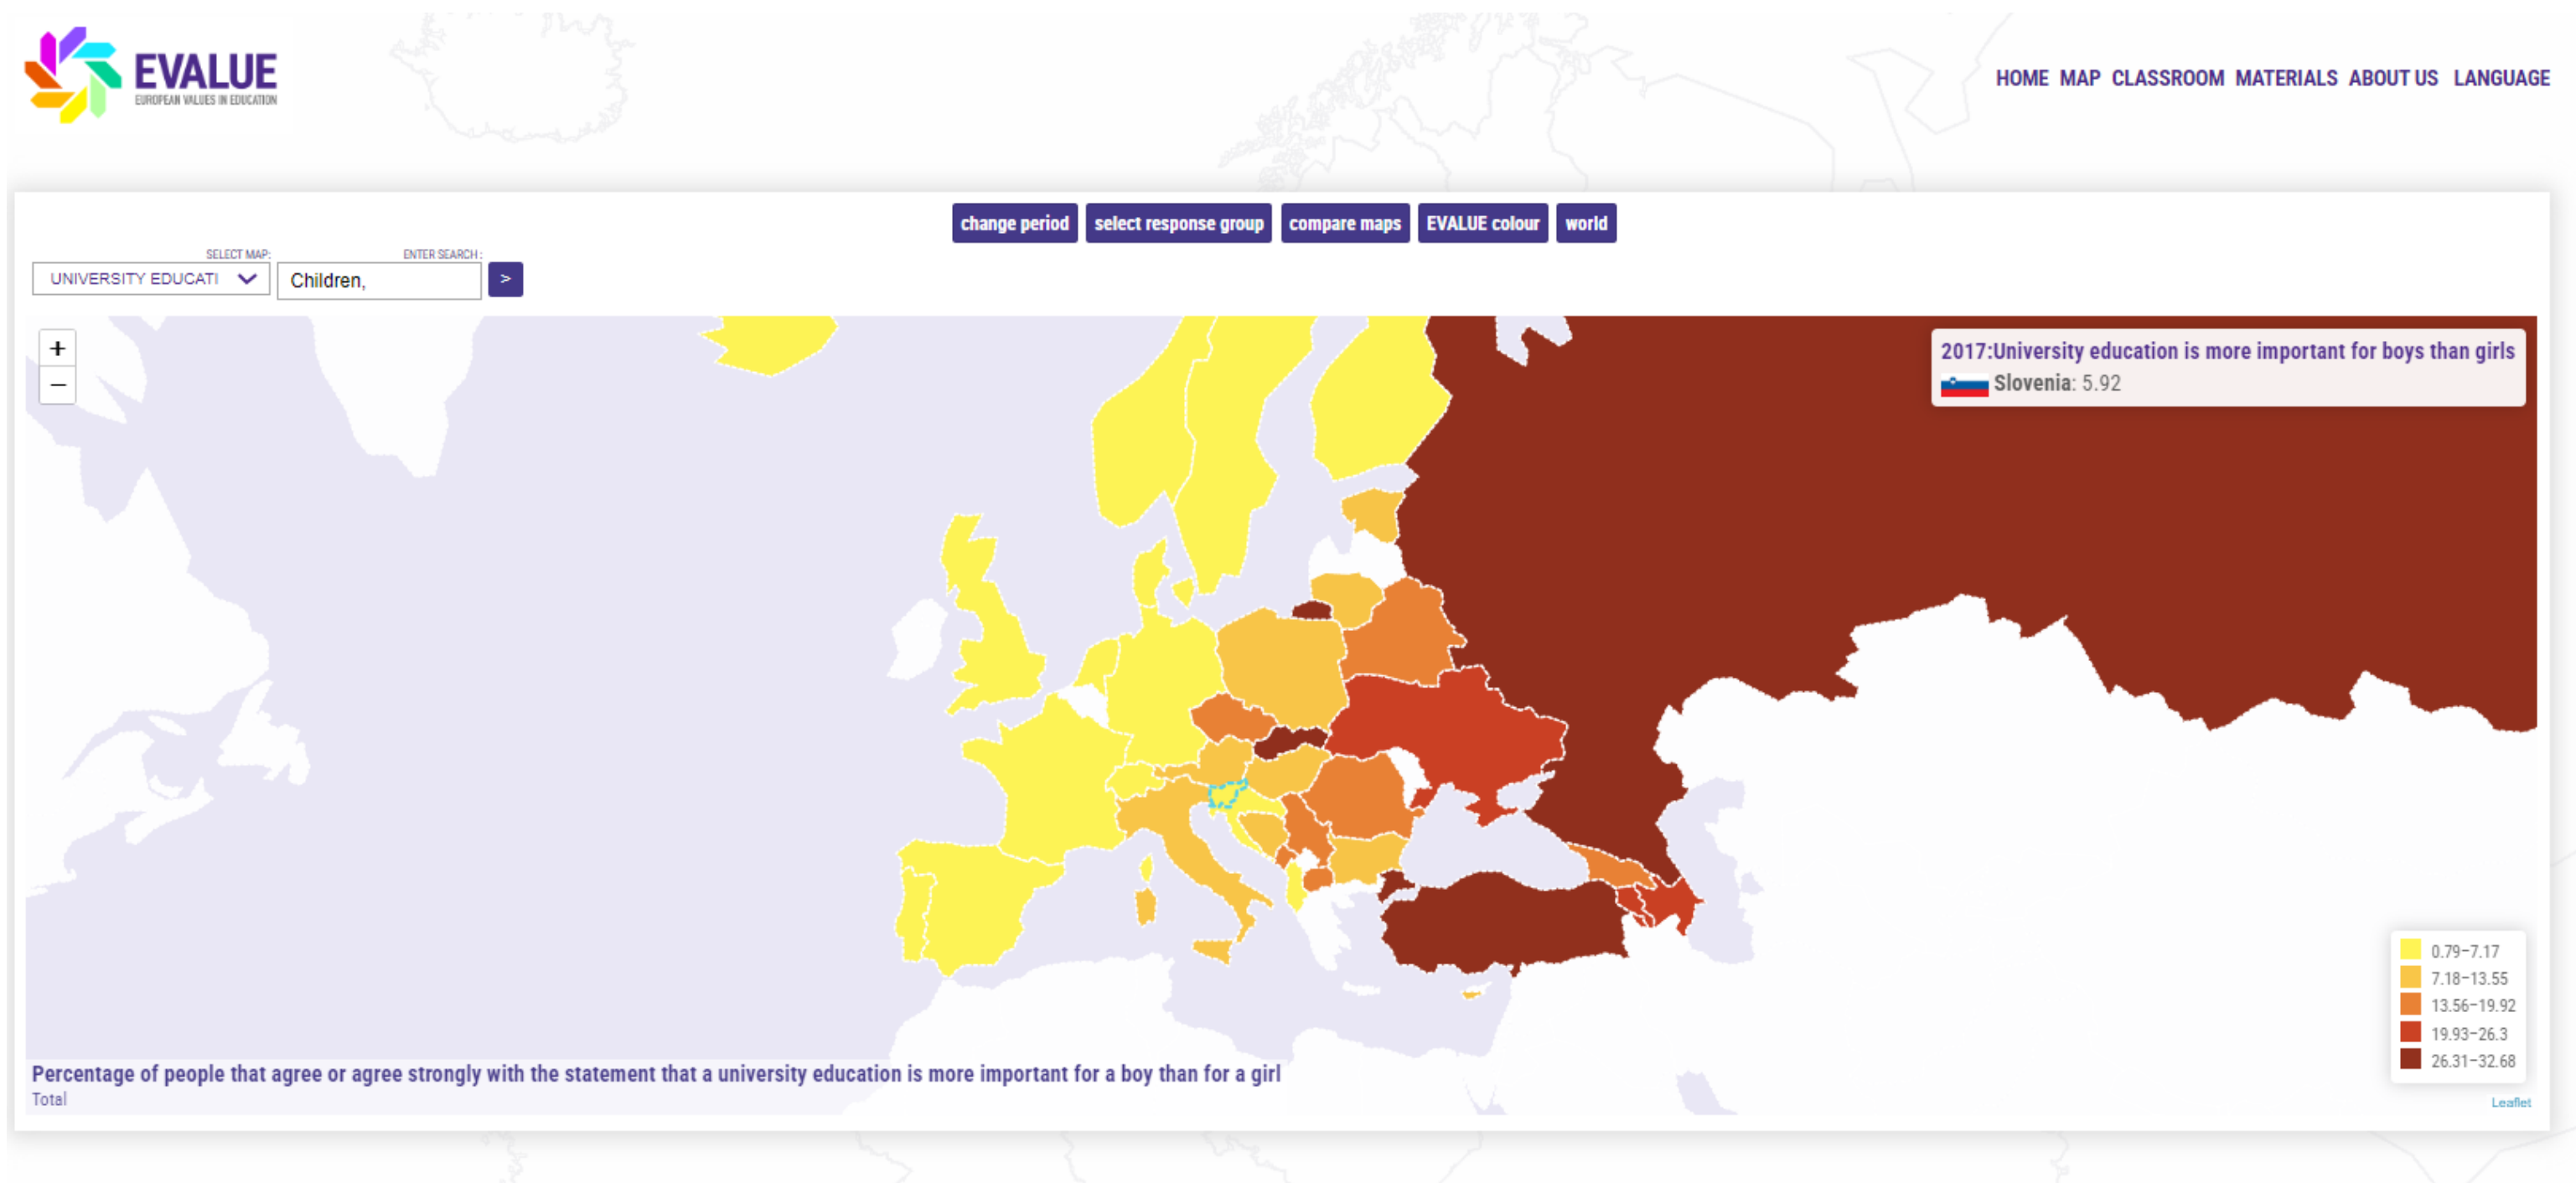 EVALUE
EUROPEAN VALUES IN EDUCATION
HOME MAP CLASSROOM MATERIALS ABOUT US LANGUAGE
change period select response group compare maps EVALUE colour world
SELECT MAP: ENTER SEARCH :
UNIVERSITY EDUCATI Children, >
+
−
2017:University education is more important for boys than girls
Slovenia: 5.92
0.79–7.17
7.18–13.55
13.56–19.92
19.93–26.3
26.31–32.68
Percentage of people that agree or agree strongly with the statement that a university education is more important for a boy than for a girl
Total
Leaflet